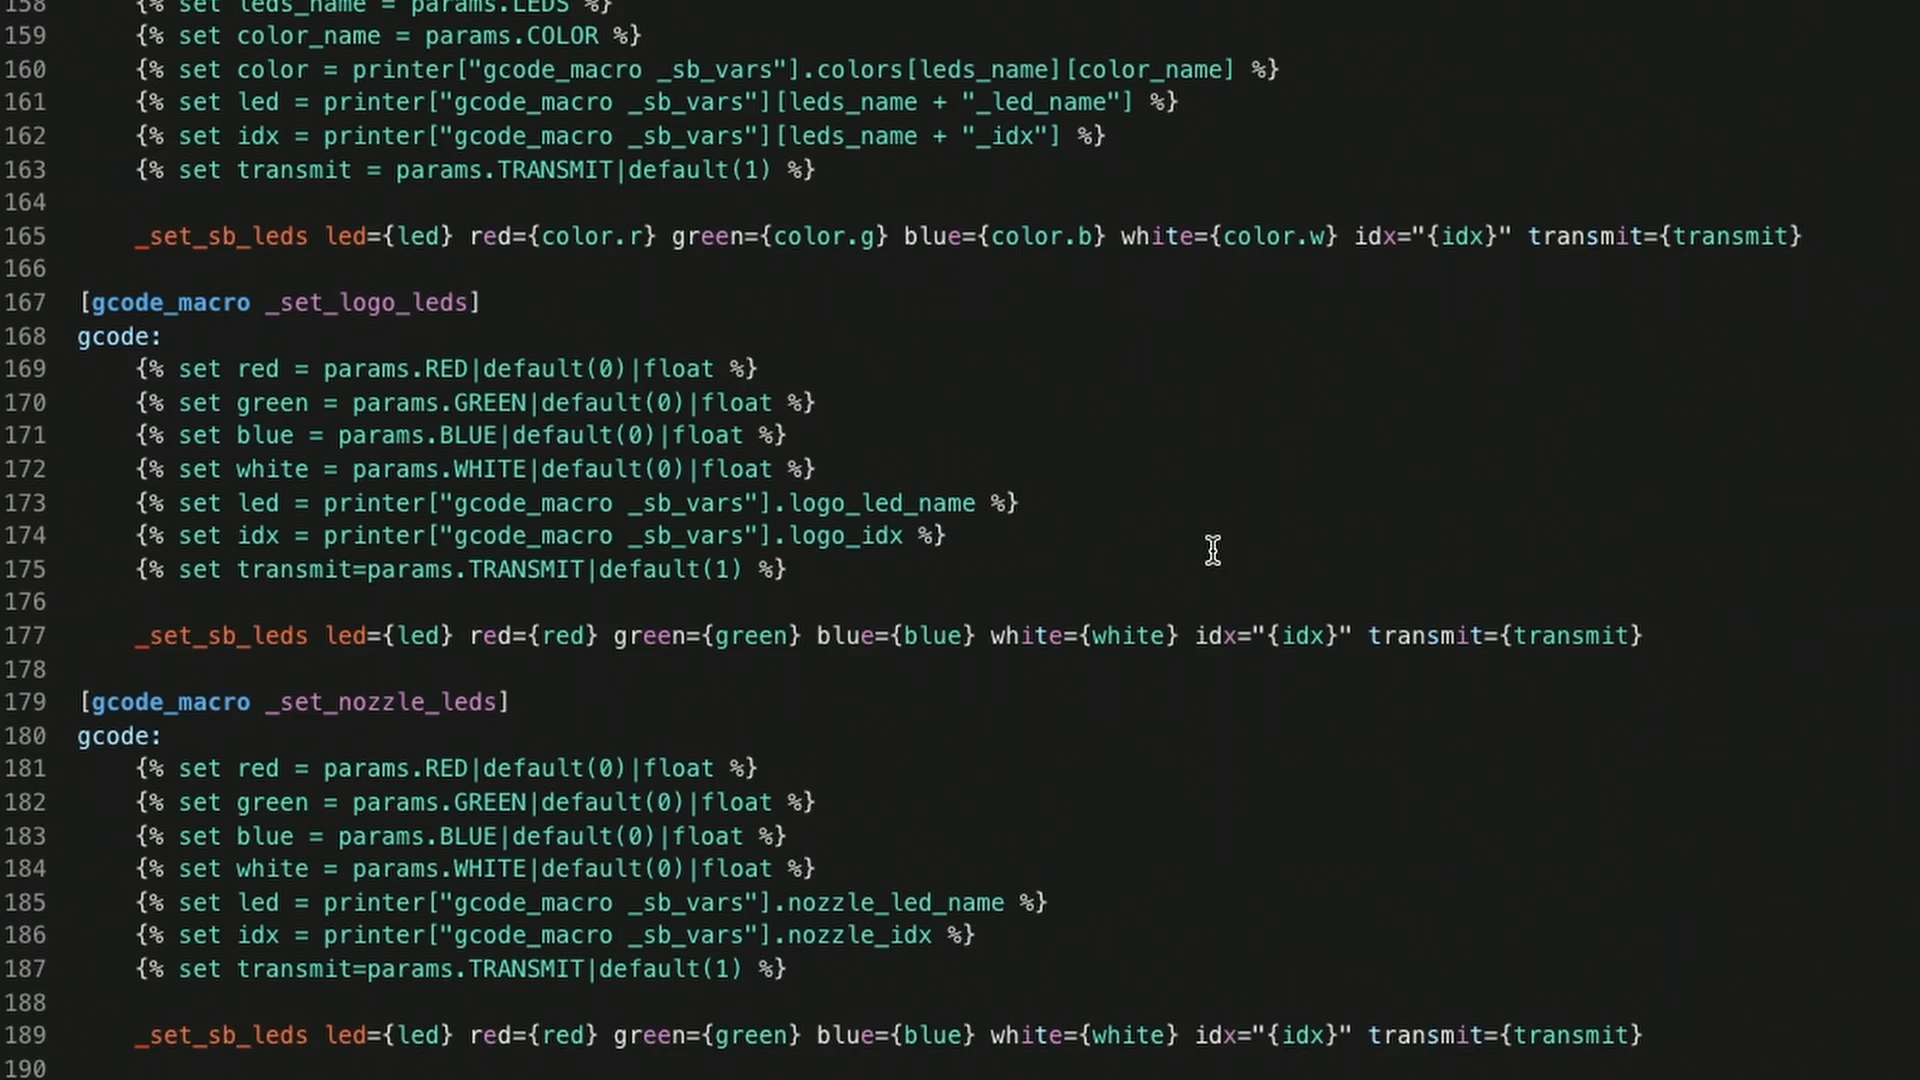 158 {% set leds_name = params.LEDS %}
159 {% set color_name = params.COLOR %}
160 {% set color = printer["gcode_macro _sb_vars"].colors[leds_name][color_name] %}
161 {% set led = printer["gcode_macro _sb_vars"][leds_name + "_led_name"] %}
162 {% set idx = printer["gcode_macro _sb_vars"][leds_name + "_idx"] %}
163 {% set transmit = params.TRANSMIT|default(1) %}
164
165 _set_sb_leds led={led} red={color.r} green={color.g} blue={color.b} white={color.w} idx="{idx}" transmit={transmit}
166
167 [gcode_macro _set_logo_leds]
168 gcode:
169 {% set red = params.RED|default(0)|float %}
170 {% set green = params.GREEN|default(0)|float %}
171 {% set blue = params.BLUE|default(0)|float %}
172 {% set white = params.WHITE|default(0)|float %}
173 {% set led = printer["gcode_macro _sb_vars"].logo_led_name %}
174 {% set idx = printer["gcode_macro _sb_vars"].logo_idx %}
175 {% set transmit=params.TRANSMIT|default(1) %}
176
177 _set_sb_leds led={led} red={red} green={green} blue={blue} white={white} idx="{idx}" transmit={transmit}
178
179 [gcode_macro _set_nozzle_leds]
180 gcode:
181 {% set red = params.RED|default(0)|float %}
182 {% set green = params.GREEN|default(0)|float %}
183 {% set blue = params.BLUE|default(0)|float %}
184 {% set white = params.WHITE|default(0)|float %}
185 {% set led = printer["gcode_macro _sb_vars"].nozzle_led_name %}
186 {% set idx = printer["gcode_macro _sb_vars"].nozzle_idx %}
187 {% set transmit=params.TRANSMIT|default(1) %}
188
189 _set_sb_leds led={led} red={red} green={green} blue={blue} white={white} idx="{idx}" transmit={transmit}
190